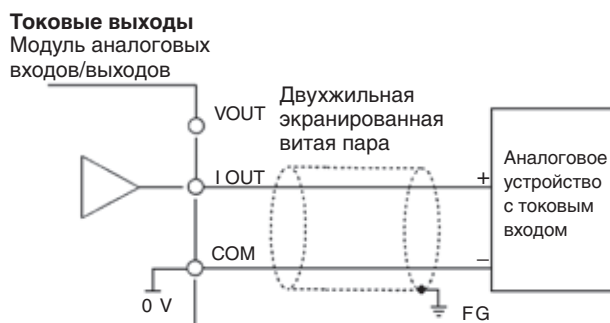 Токовые выходы
Модуль аналоговых
входов/выходов
VOUT
Двухжильная
экранированная
витая пара
I OUT
+
Аналоговое
устройство
с токовым
входом
COM
–
0 V
FG